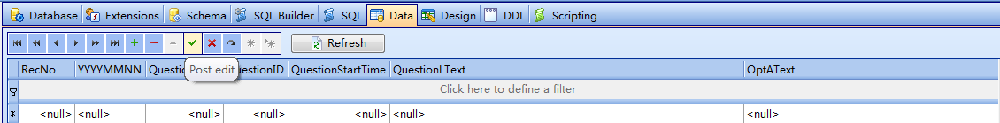 Database Extensions Schema SQL Builder SQL Data Design DDL Scripting
Refresh
RecNo YYYYMMNN Question Post edit uestionID QuestionStartTime QuestionLText OptAText
Click here to define a filter
* <null> <null> <null> <null> <null> <null> <null>